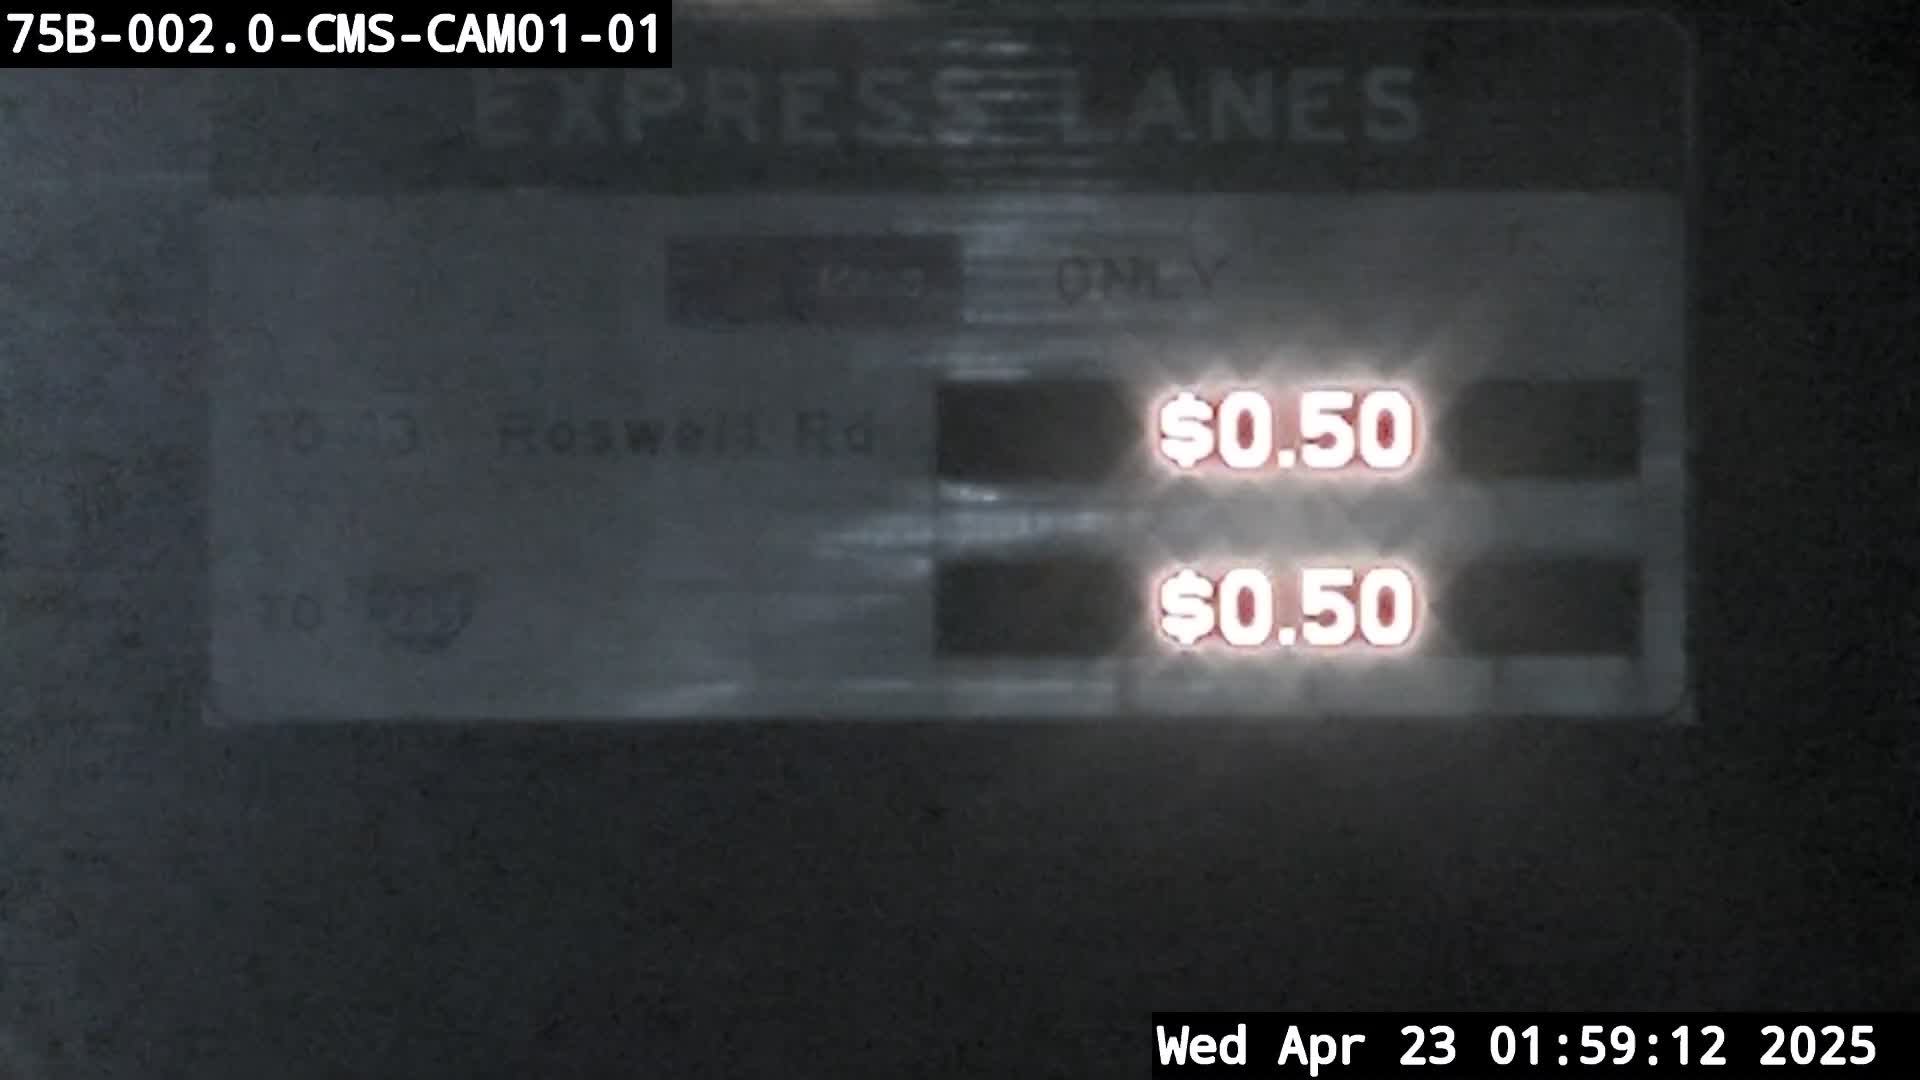 75B-002.0-CMS-CAM01-01
EXPRESS LANES
ONLY
TO Roswell Rd $0.50
TO $0.50
Wed Apr 23 01:59:12 2025